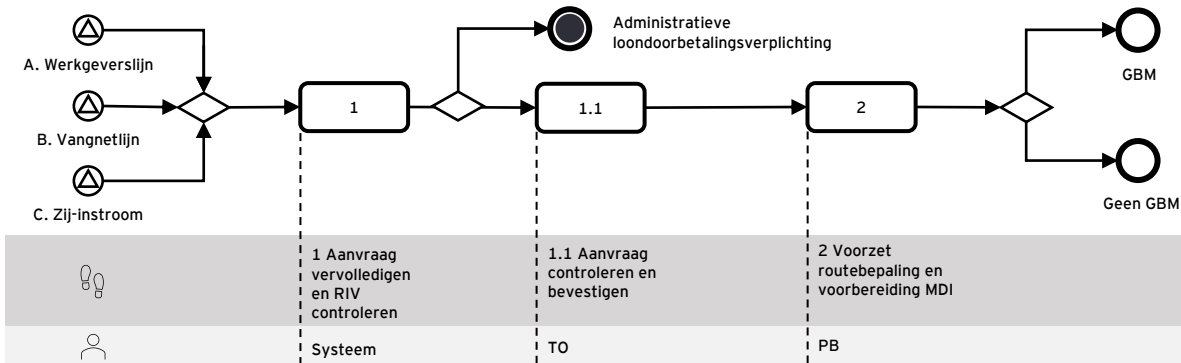 Administratieve
loondoorbetalingsverplichting
A. Werkgeverslijn
GBM
1
1.1
2
B. Vangnetlijn
C. Zij-instroom
Geen GBM
1 Aanvraag
vervolledigen
en RIV
controleren
1.1 Aanvraag
controleren en
bevestigen
2 Voorzet
routebepaling en
voorbereiding MDI
Systeem
TO
PB